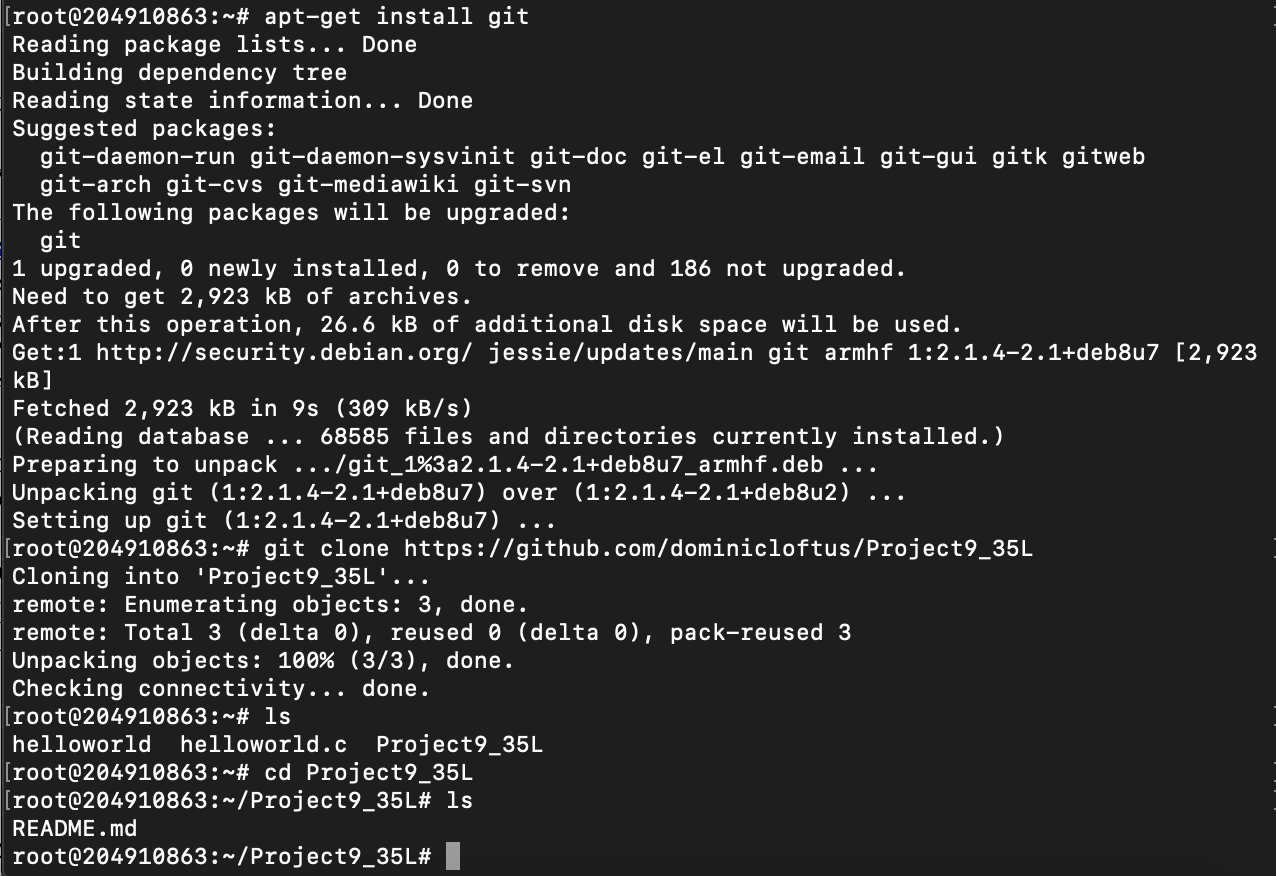 [root@204910863:~# apt-get install git
Reading package lists... Done
Building dependency tree
Reading state information... Done
Suggested packages:
  git-daemon-run git-daemon-sysvinit git-doc git-el git-email git-gui gitk gitweb
  git-arch git-cvs git-mediawiki git-svn
The following packages will be upgraded:
  git
1 upgraded, 0 newly installed, 0 to remove and 186 not upgraded.
Need to get 2,923 kB of archives.
After this operation, 26.6 kB of additional disk space will be used.
Get:1 http://security.debian.org/ jessie/updates/main git armhf 1:2.1.4-2.1+deb8u7 [2,923
kB]
Fetched 2,923 kB in 9s (309 kB/s)
(Reading database ... 68585 files and directories currently installed.)
Preparing to unpack .../git_1%3a2.1.4-2.1+deb8u7_armhf.deb ...
Unpacking git (1:2.1.4-2.1+deb8u7) over (1:2.1.4-2.1+deb8u2) ...
Setting up git (1:2.1.4-2.1+deb8u7) ...
[root@204910863:~# git clone https://github.com/dominicloftus/Project9_35L
Cloning into 'Project9_35L'...
remote: Enumerating objects: 3, done.
remote: Total 3 (delta 0), reused 0 (delta 0), pack-reused 3
Unpacking objects: 100% (3/3), done.
Checking connectivity... done.
[root@204910863:~# ls
helloworld  helloworld.c  Project9_35L
[root@204910863:~# cd Project9_35L
[root@204910863:~/Project9_35L# ls
README.md
root@204910863:~/Project9_35L#